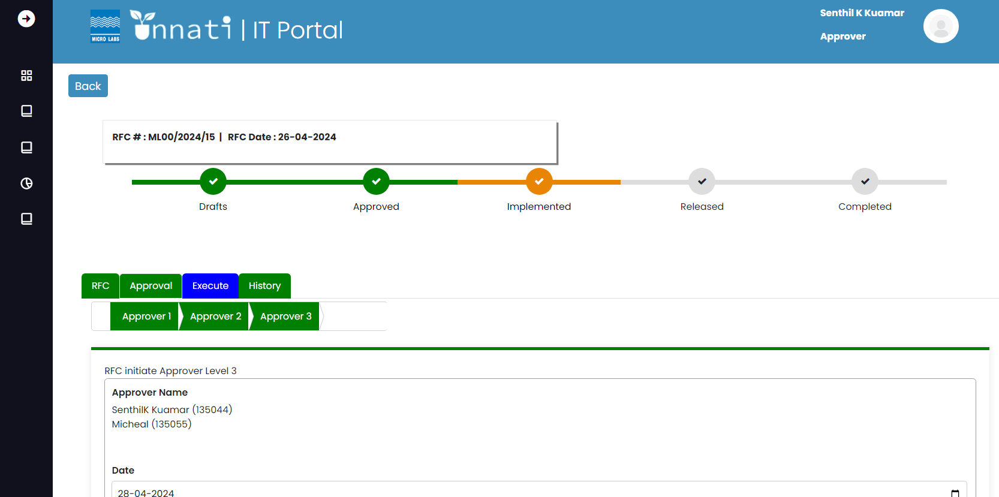 MICRO LABS
Unnati | IT Portal
Senthil K Kuamar
Approver
Back
RFC # : ML00/2024/15 | RFC Date : 26-04-2024
Drafts
Approved
Implemented
Released
Completed
RFC
Approval
Execute
History
Approver 1
Approver 2
Approver 3
RFC initiate Approver Level 3
Approver Name
SenthilK Kuamar (135044)
Micheal (135055)
Date
28-04-2024